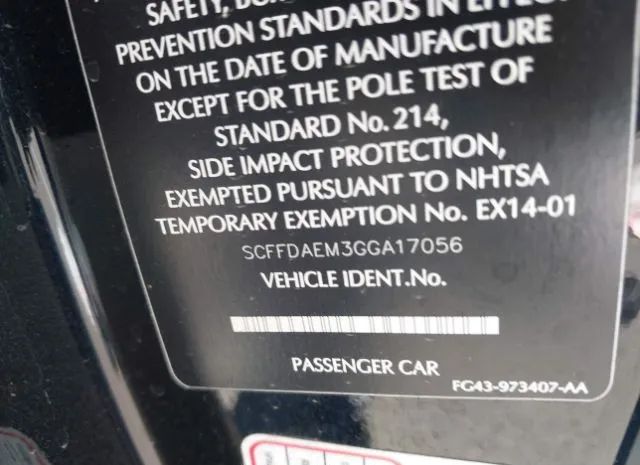 SAFETY,
PREVENTION STANDARDS IN EFFECT
ON THE DATE OF MANUFACTURE
EXCEPT FOR THE POLE TEST OF
STANDARD No. 214,
SIDE IMPACT PROTECTION,
EXEMPTED PURSUANT TO NHTSA
TEMPORARY EXEMPTION No. EX14-01
SCFFDAEM3GGA17056
VEHICLE IDENT.No.
PASSENGER CAR
FG43-973407-AA